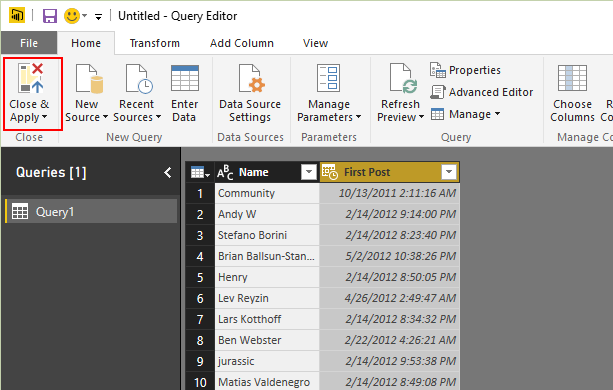 Untitled - Query Editor
File Home Transform Add Column View
Close & Apply
New Source
Recent Sources
Enter Data
Data Source Settings
Manage Parameters
Refresh Preview
Properties
Advanced Editor
Manage
Choose Columns
Close New Query Data Sources Parameters Query
Queries [1]
Query1
ABC Name First Post
1 Community 10/13/2011 2:11:16 AM
2 Andy W 2/14/2012 9:14:00 PM
3 Stefano Borini 2/14/2012 8:23:40 PM
4 Brian Ballsun-Stan... 5/2/2012 10:38:26 PM
5 Henry 2/14/2012 8:50:05 PM
6 Lev Reyzin 4/26/2012 2:49:47 AM
7 Lars Kotthoff 2/14/2012 8:34:32 PM
8 Ben Webster 2/22/2012 4:26:21 AM
9 jurassic 2/14/2012 9:53:38 PM
10 Matias Valdenegro 2/14/2012 8:49:08 PM